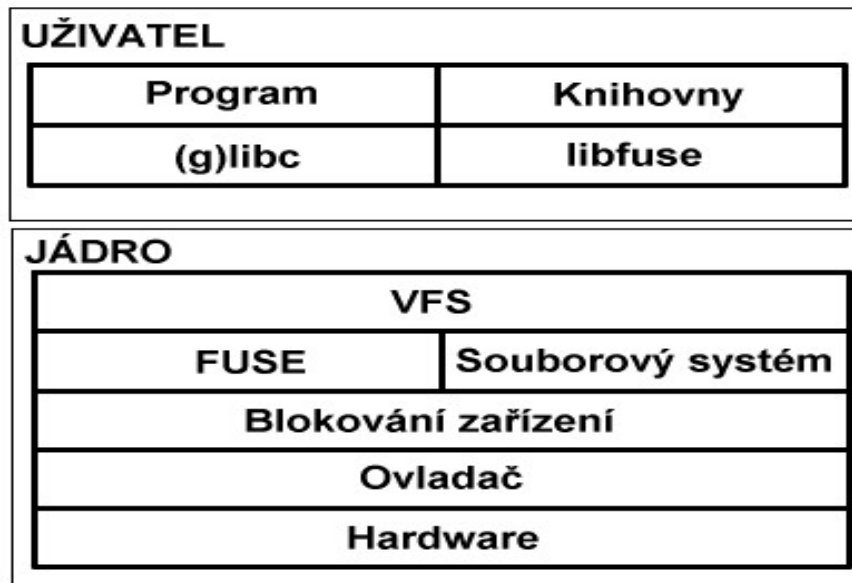 UŽIVATEL
Program Knihovny
(g)libc libfuse
JÁDRO
VFS
FUSE Souborový systém
Blokování zařízení
Ovladač
Hardware